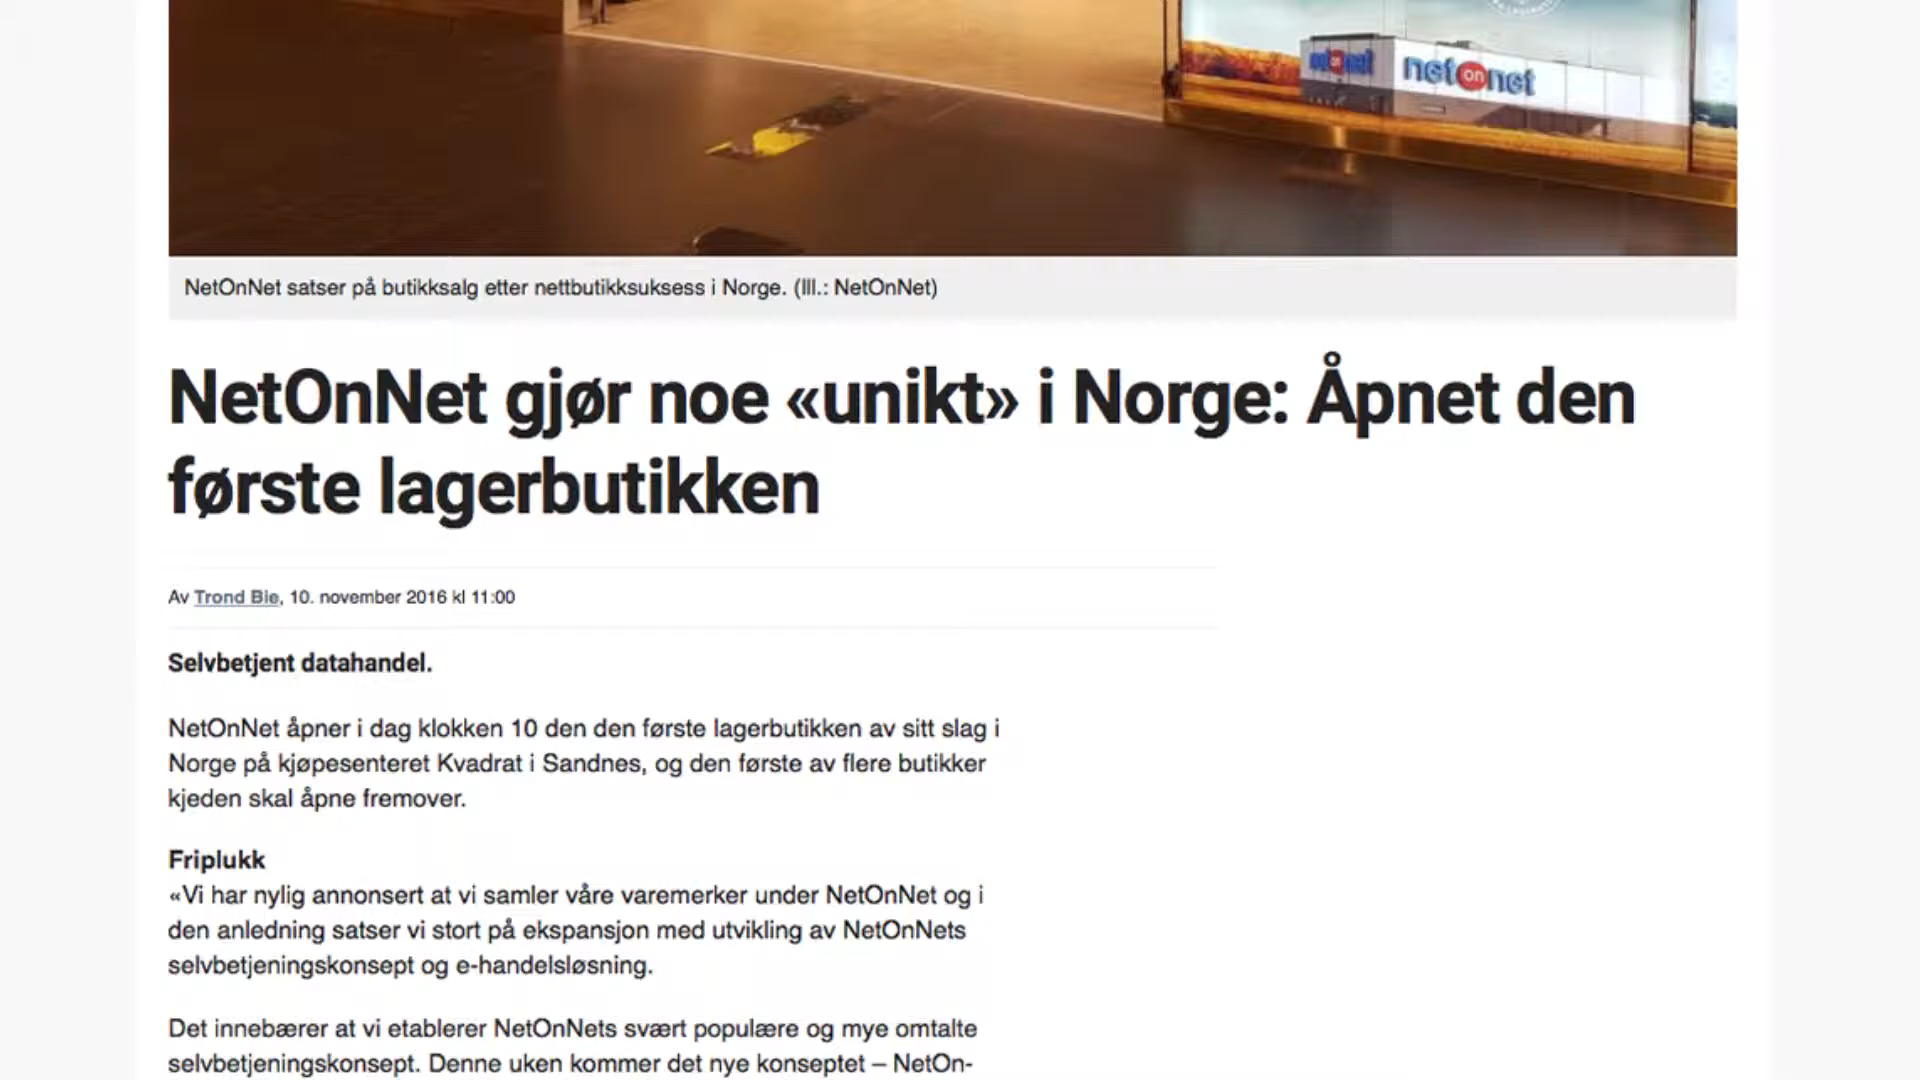 netonnet
netonnet
NetOnNet satser på butikksalg etter nettbutikksuksess i Norge. (Ill.: NetOnNet)
NetOnNet gjør noe «unikt» i Norge: Åpnet den
første lagerbutikken
Av Trond Bie, 10. november 2016 kl 11:00
Selvbetjent datahandel.
NetOnNet åpner i dag klokken 10 den den første lagerbutikken av sitt slag i
Norge på kjøpesenteret Kvadrat i Sandnes, og den første av flere butikker
kjeden skal åpne fremover.
Friplukk
«Vi har nylig annonsert at vi samler våre varemerker under NetOnNet og i
den anledning satser vi stort på ekspansjon med utvikling av NetOnNets
selvbetjeningskonsept og e-handelsløsning.
Det innebærer at vi etablerer NetOnNets svært populære og mye omtalte
selvbetjeningskonsept. Denne uken kommer det nye konseptet – NetOn-